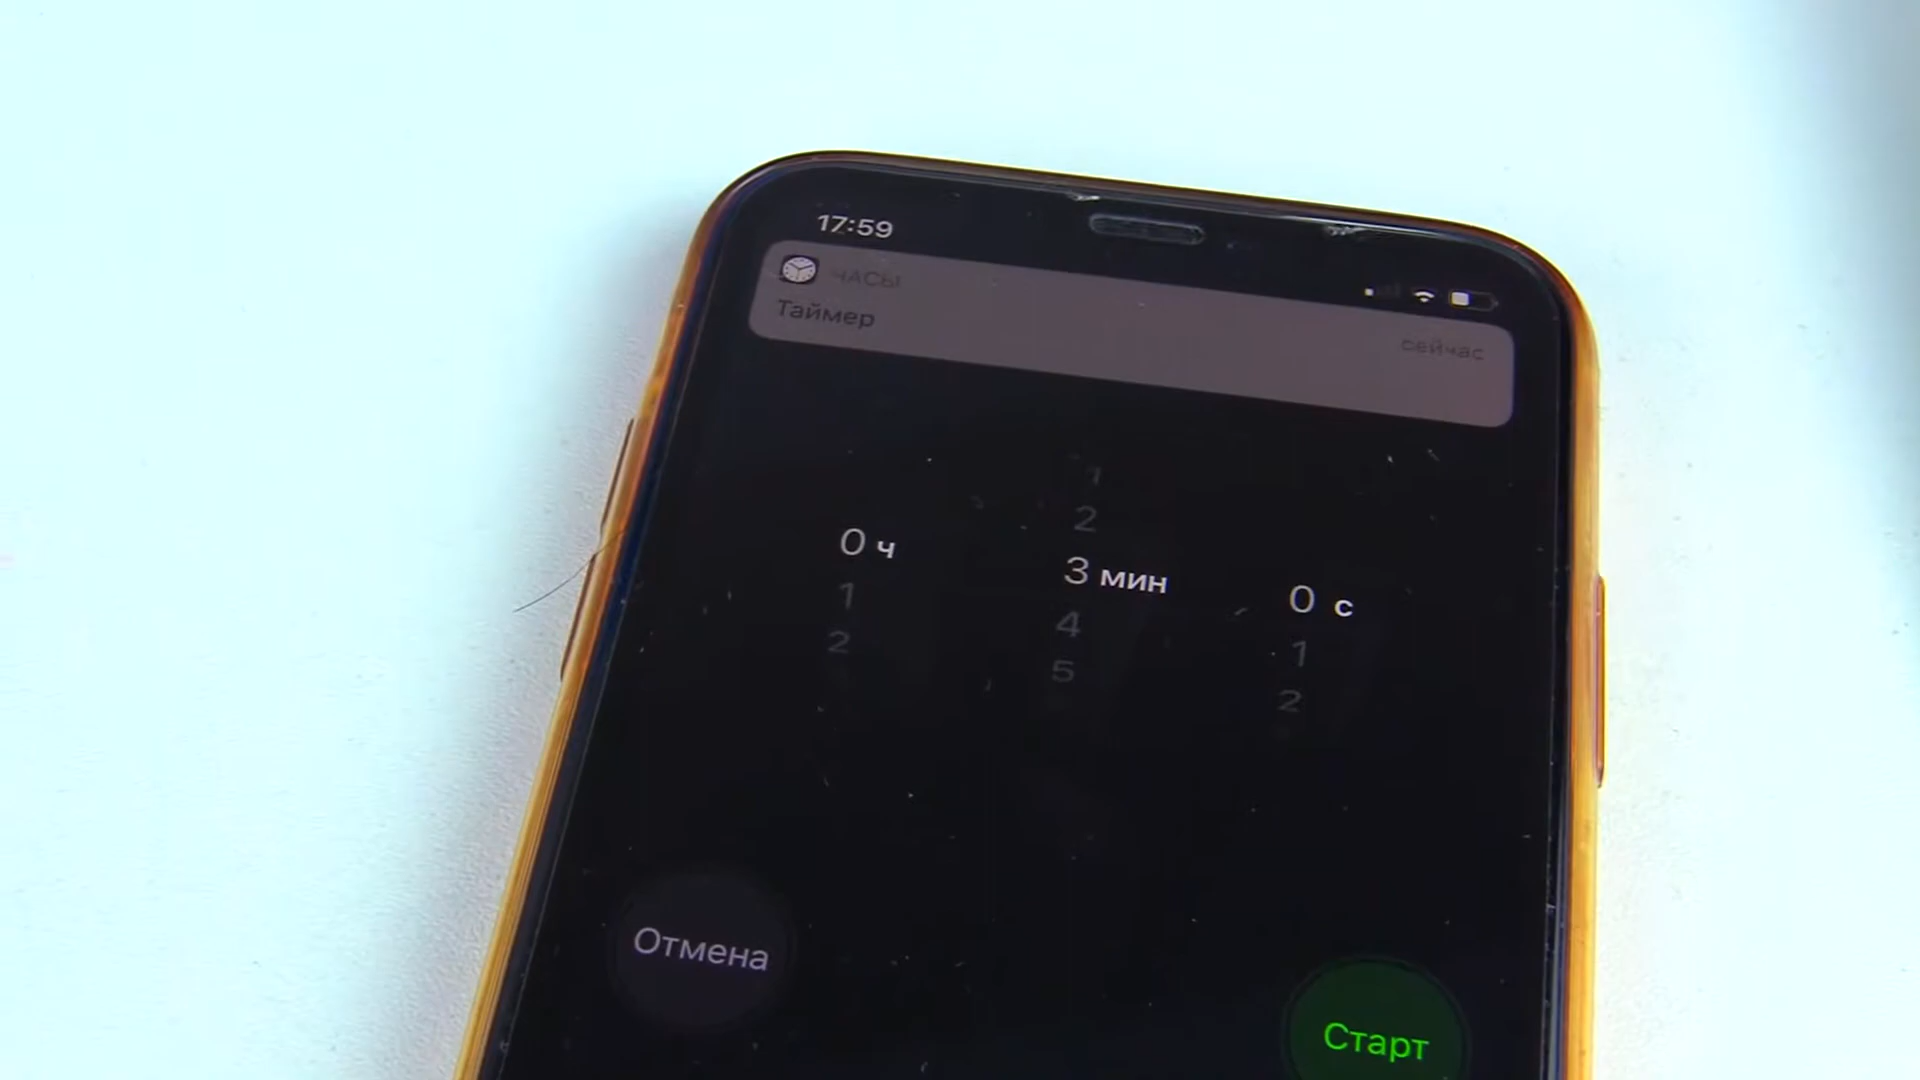 17:59
ЧАСЫ
сейчас
Таймер
1
2
0 ч 3 мин 0 с
1 4 1
2 5 2
Отмена
Старт